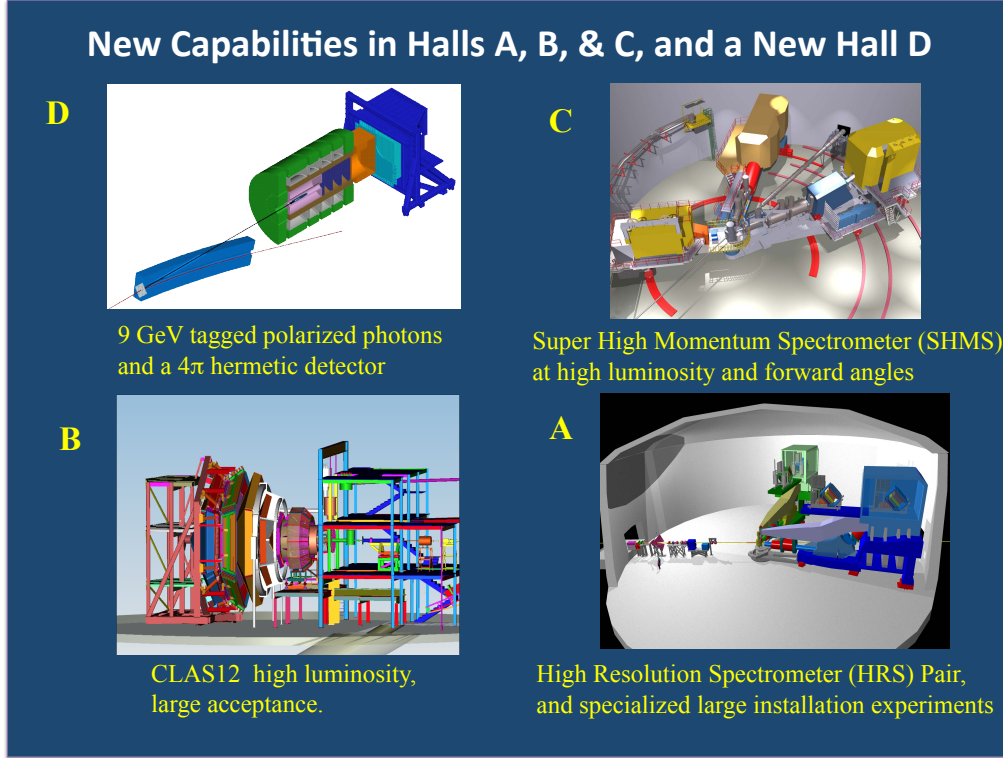 New Capabilities in Halls A, B, & C, and a New Hall D
D
9 GeV tagged polarized photons
and a 4π hermetic detector
C
Super High Momentum Spectrometer (SHMS)
at high luminosity and forward angles
B
CLAS12  high luminosity,
large acceptance.
A
High Resolution Spectrometer (HRS) Pair,
and specialized large installation experiments